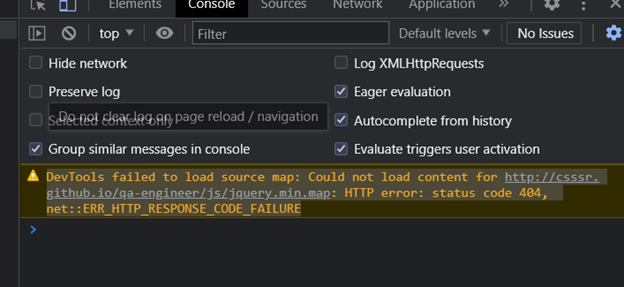 Elements Console Sources Network Performance Memory Application »
top Filter Default levels No Issues
Hide network Log XMLHttpRequests
Preserve log Eager evaluation
Do not clear log on page reload / navigation
Selected context only Autocomplete from history
Group similar messages in console Evaluate triggers user activation
DevTools failed to load source map: Could not load content for http://csssr.
github.io/qa-engineer/js/jquery.min.map: HTTP error: status code 404,
net::ERR_HTTP_RESPONSE_CODE_FAILURE